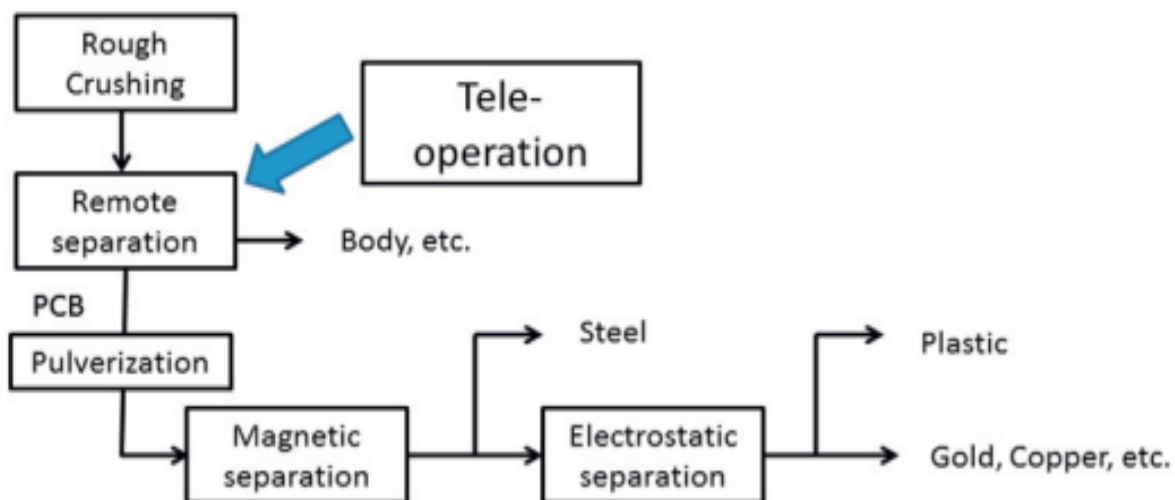 Rough
Crushing
Tele-
operation
Remote
separation
Body, etc.
PCB
Pulverization
Steel
Plastic
Magnetic
separation
Electrostatic
separation
Gold, Copper, etc.